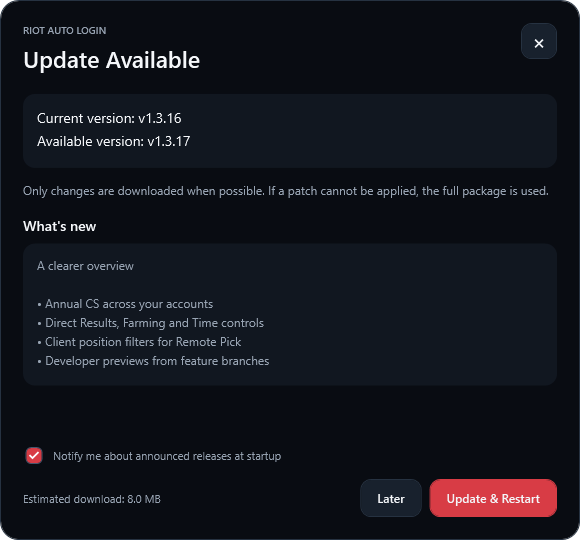 RIOT AUTO LOGIN
Update Available
Current version: v1.3.16
Available version: v1.3.17
Only changes are downloaded when possible. If a patch cannot be applied, the full package is used.
What's new
A clearer overview
• Annual CS across your accounts
• Direct Results, Farming and Time controls
• Client position filters for Remote Pick
• Developer previews from feature branches
Notify me about announced releases at startup
Estimated download: 8.0 MB
Later
Update & Restart